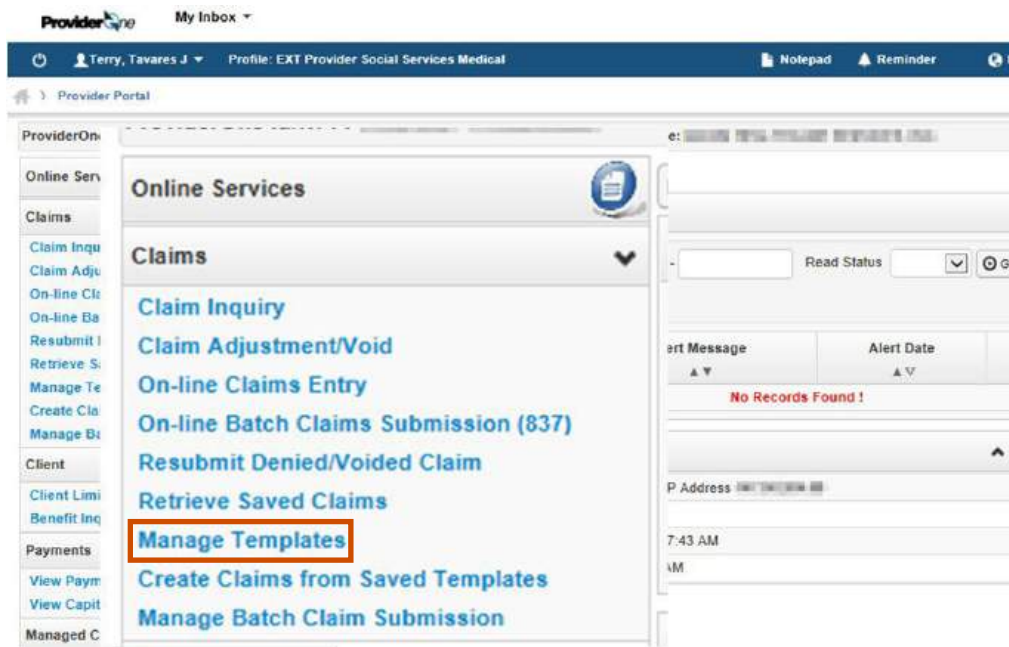 ProviderOne My Inbox
Terry, Tavares J Profile: EXT Provider Social Services Medical Notepad Reminder
Provider Portal
ProviderOn
e:
Online Serv
Claims
Claim Inqu
Claim Adju
On-line Cla
On-line Ba
Resubmit
Retrieve Sa
Manage Te
Create Cla
Manage Ba
Client
Client Limi
Benefit Inq
Payments
View Paym
View Capit
Managed C
Online Services
Claims
Claim Inquiry
Claim Adjustment/Void
On-line Claims Entry
On-line Batch Claims Submission (837)
Resubmit Denied/Voided Claim
Retrieve Saved Claims
Manage Templates
Create Claims from Saved Templates
Manage Batch Claim Submission
- Read Status G
ert Message Alert Date
No Records Found !
P Address
7:43 AM
AM